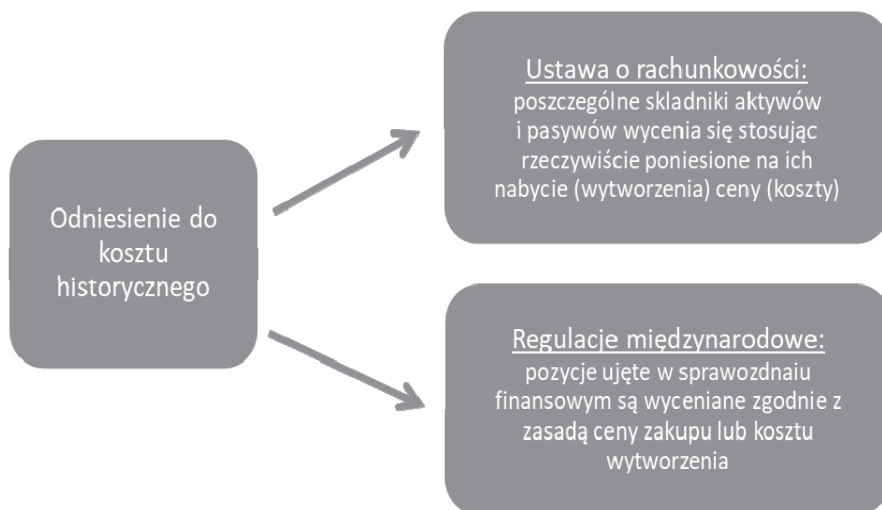 Odniesienie do
kosztu
historycznego
Ustawa o rachunkowości:
poszczególne skladniki aktywów
i pasywów wycenia się stosując
rzeczywiście poniesione na ich
nabycie (wytworzenia) ceny (koszty)
Regulacje międzynarodowe:
pozycje ujęte w sprawozdnaiu
finansowym są wyceniane zgodnie z
zasadą ceny zakupu lub kosztu
wytworzenia